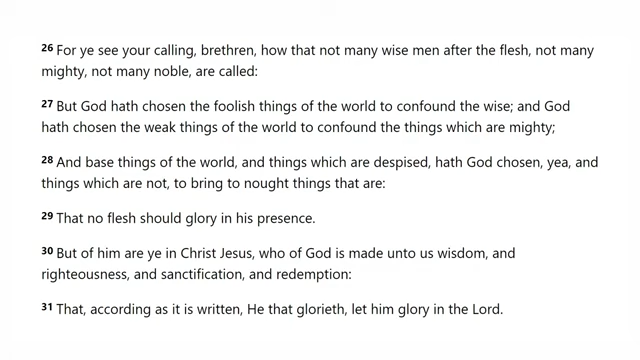 26 For ye see your calling, brethren, how that not many wise men after the flesh, not many
mighty, not many noble, are called:
27 But God hath chosen the foolish things of the world to confound the wise; and God
hath chosen the weak things of the world to confound the things which are mighty;
28 And base things of the world, and things which are despised, hath God chosen, yea, and
things which are not, to bring to nought things that are:
29 That no flesh should glory in his presence.
30 But of him are ye in Christ Jesus, who of God is made unto us wisdom, and
righteousness, and sanctification, and redemption:
31 That, according as it is written, He that glorieth, let him glory in the Lord.